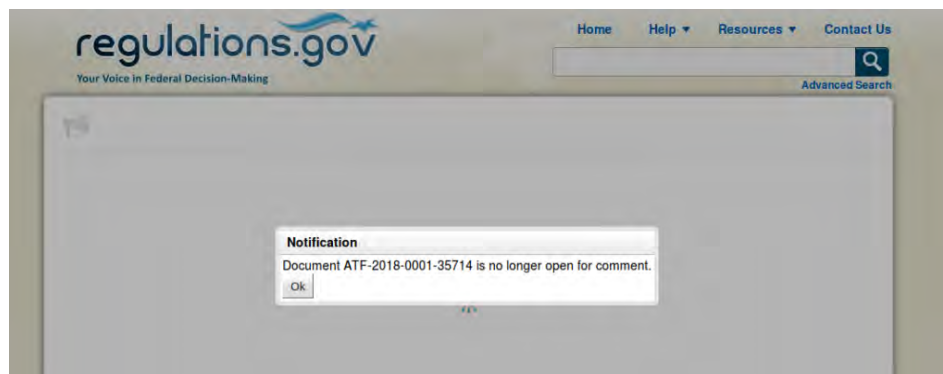 regulations.gov
Your Voice in Federal Decision-Making
Home Help Resources Contact Us
Advanced Search
Notification
Document ATF-2018-0001-35714 is no longer open for comment.
Ok